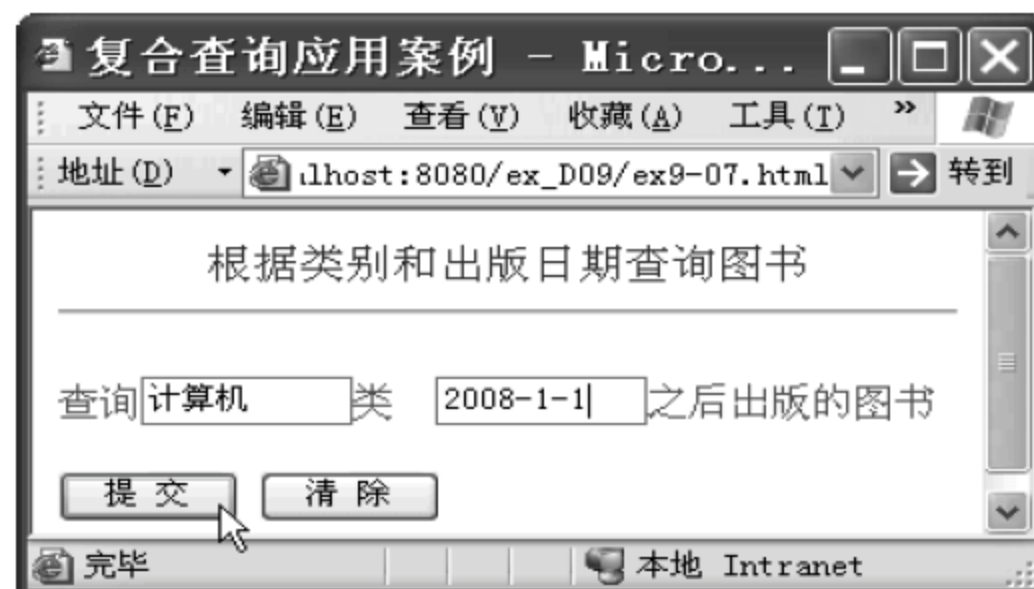 复合查询应用案例 - Micro...
文件(F) 编辑(E) 查看(V) 收藏(A) 工具(T) »
地址(D) ılhost:8080/ex_D09/ex9-07.html 转到
根据类别和出版日期查询图书
查询 计算机 类 2008-1-1 之后出版的图书
提 交 清 除
完毕 本地 Intranet